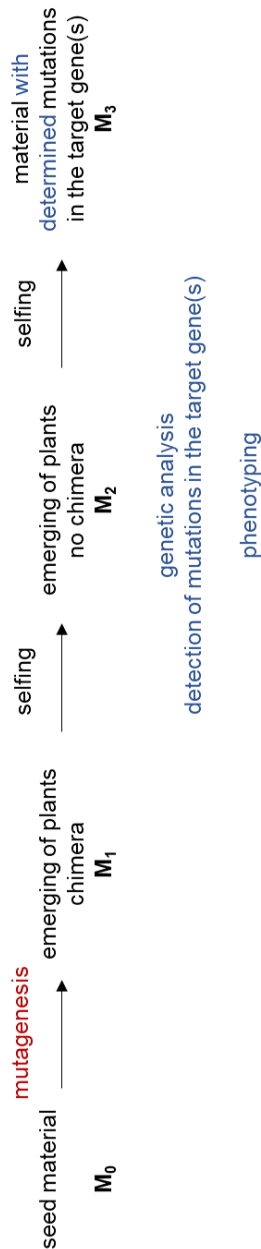 seed material
M₀
mutagenesis
emerging of plants
chimera
M₁
selfing
emerging of plants
no chimera
M₂
selfing
material with
determined mutations
in the target gene(s)
M₃
genetic analysis
detection of mutations in the target gene(s)
phenotyping